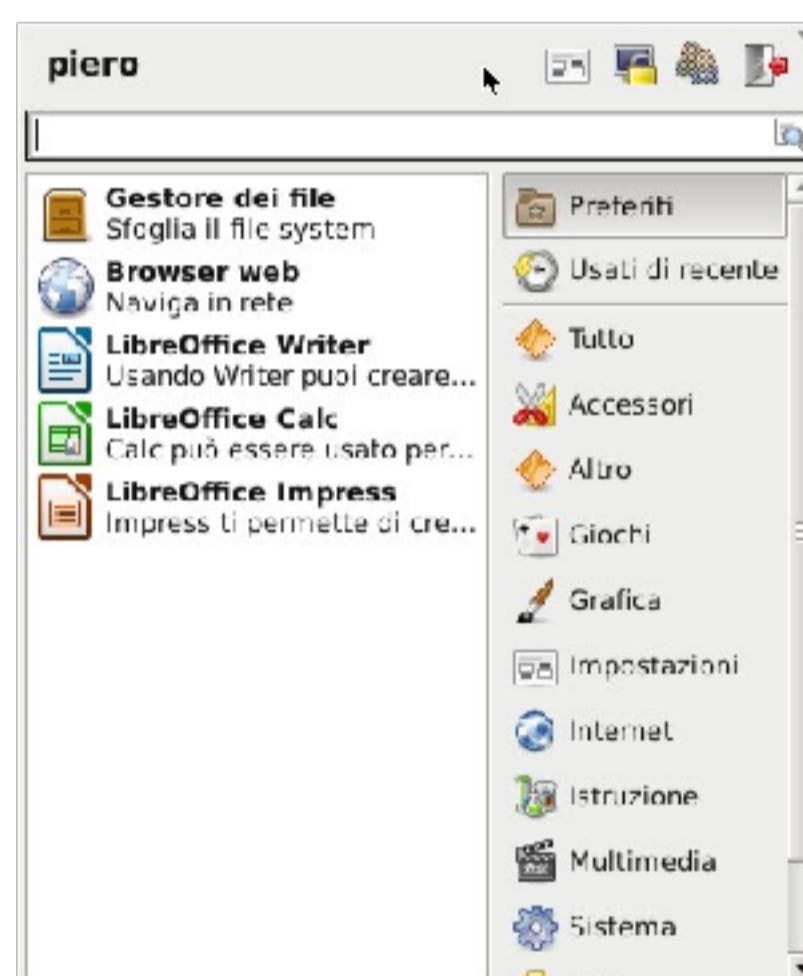 piero
Gestore dei file
Sfoglia il file system
Browser web
Naviga in rete
LibreOffice Writer
Usando Writer puoi creare...
LibreOffice Calc
Calc può essere usato per...
LibreOffice Impress
Impress ti permette di cre...
Preferiti
Usati di recente
Tutto
Accessori
Altro
Giochi
Grafica
Impostazioni
Internet
Istruzione
Multimedia
Sistema